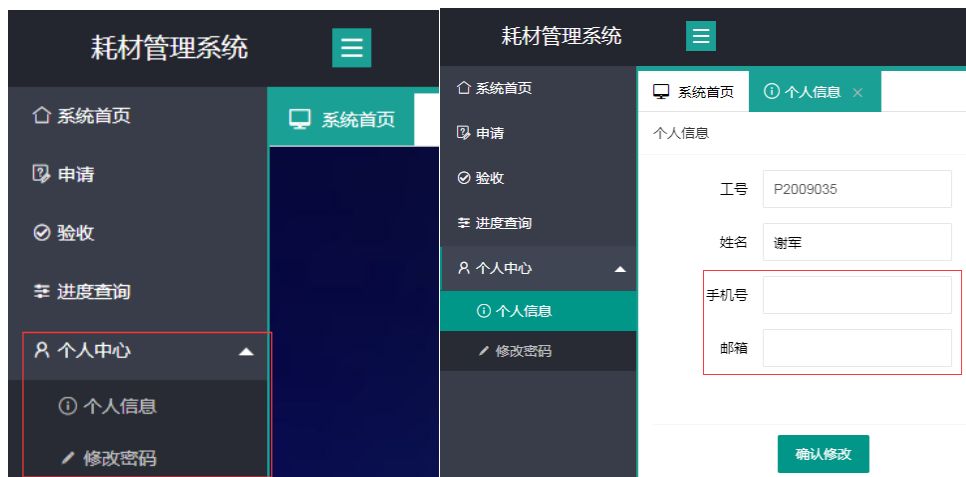 耗材管理系统
系统首页
申请
验收
进度查询
个人中心
个人信息
修改密码
系统首页
耗材管理系统
系统首页
申请
验收
进度查询
个人中心
个人信息
修改密码
系统首页 个人信息
个人信息
工号 P2009035
姓名 谢军
手机号
邮箱
确认修改